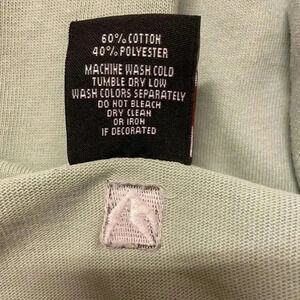 60% COTTON
40% POLYESTER
MACHINE WASH COLD
TUMBLE DRY LOW
WASH COLORS SEPARATELY
DO NOT BLEACH
DRY CLEAN
OR IRON
IF DECORATED